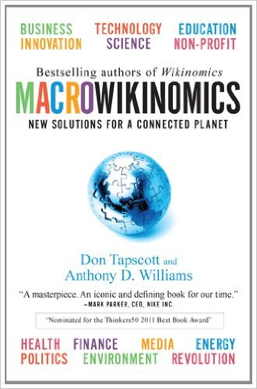 BUSINESS TECHNOLOGY EDUCATION
INNOVATION SCIENCE NON-PROFIT
Bestselling authors of Wikinomics
MACROWIKINOMICS
NEW SOLUTIONS FOR A CONNECTED PLANET
Don Tapscott and
Anthony D. Williams
“A masterpiece. An iconic and defining book for our time.”
—MARK PARKER, CEO, NIKE INC.
"Nominated for the Thinkers50 2011 Best Book Award"
HEALTH FINANCE MEDIA ENERGY
POLITICS ENVIRONMENT REVOLUTION